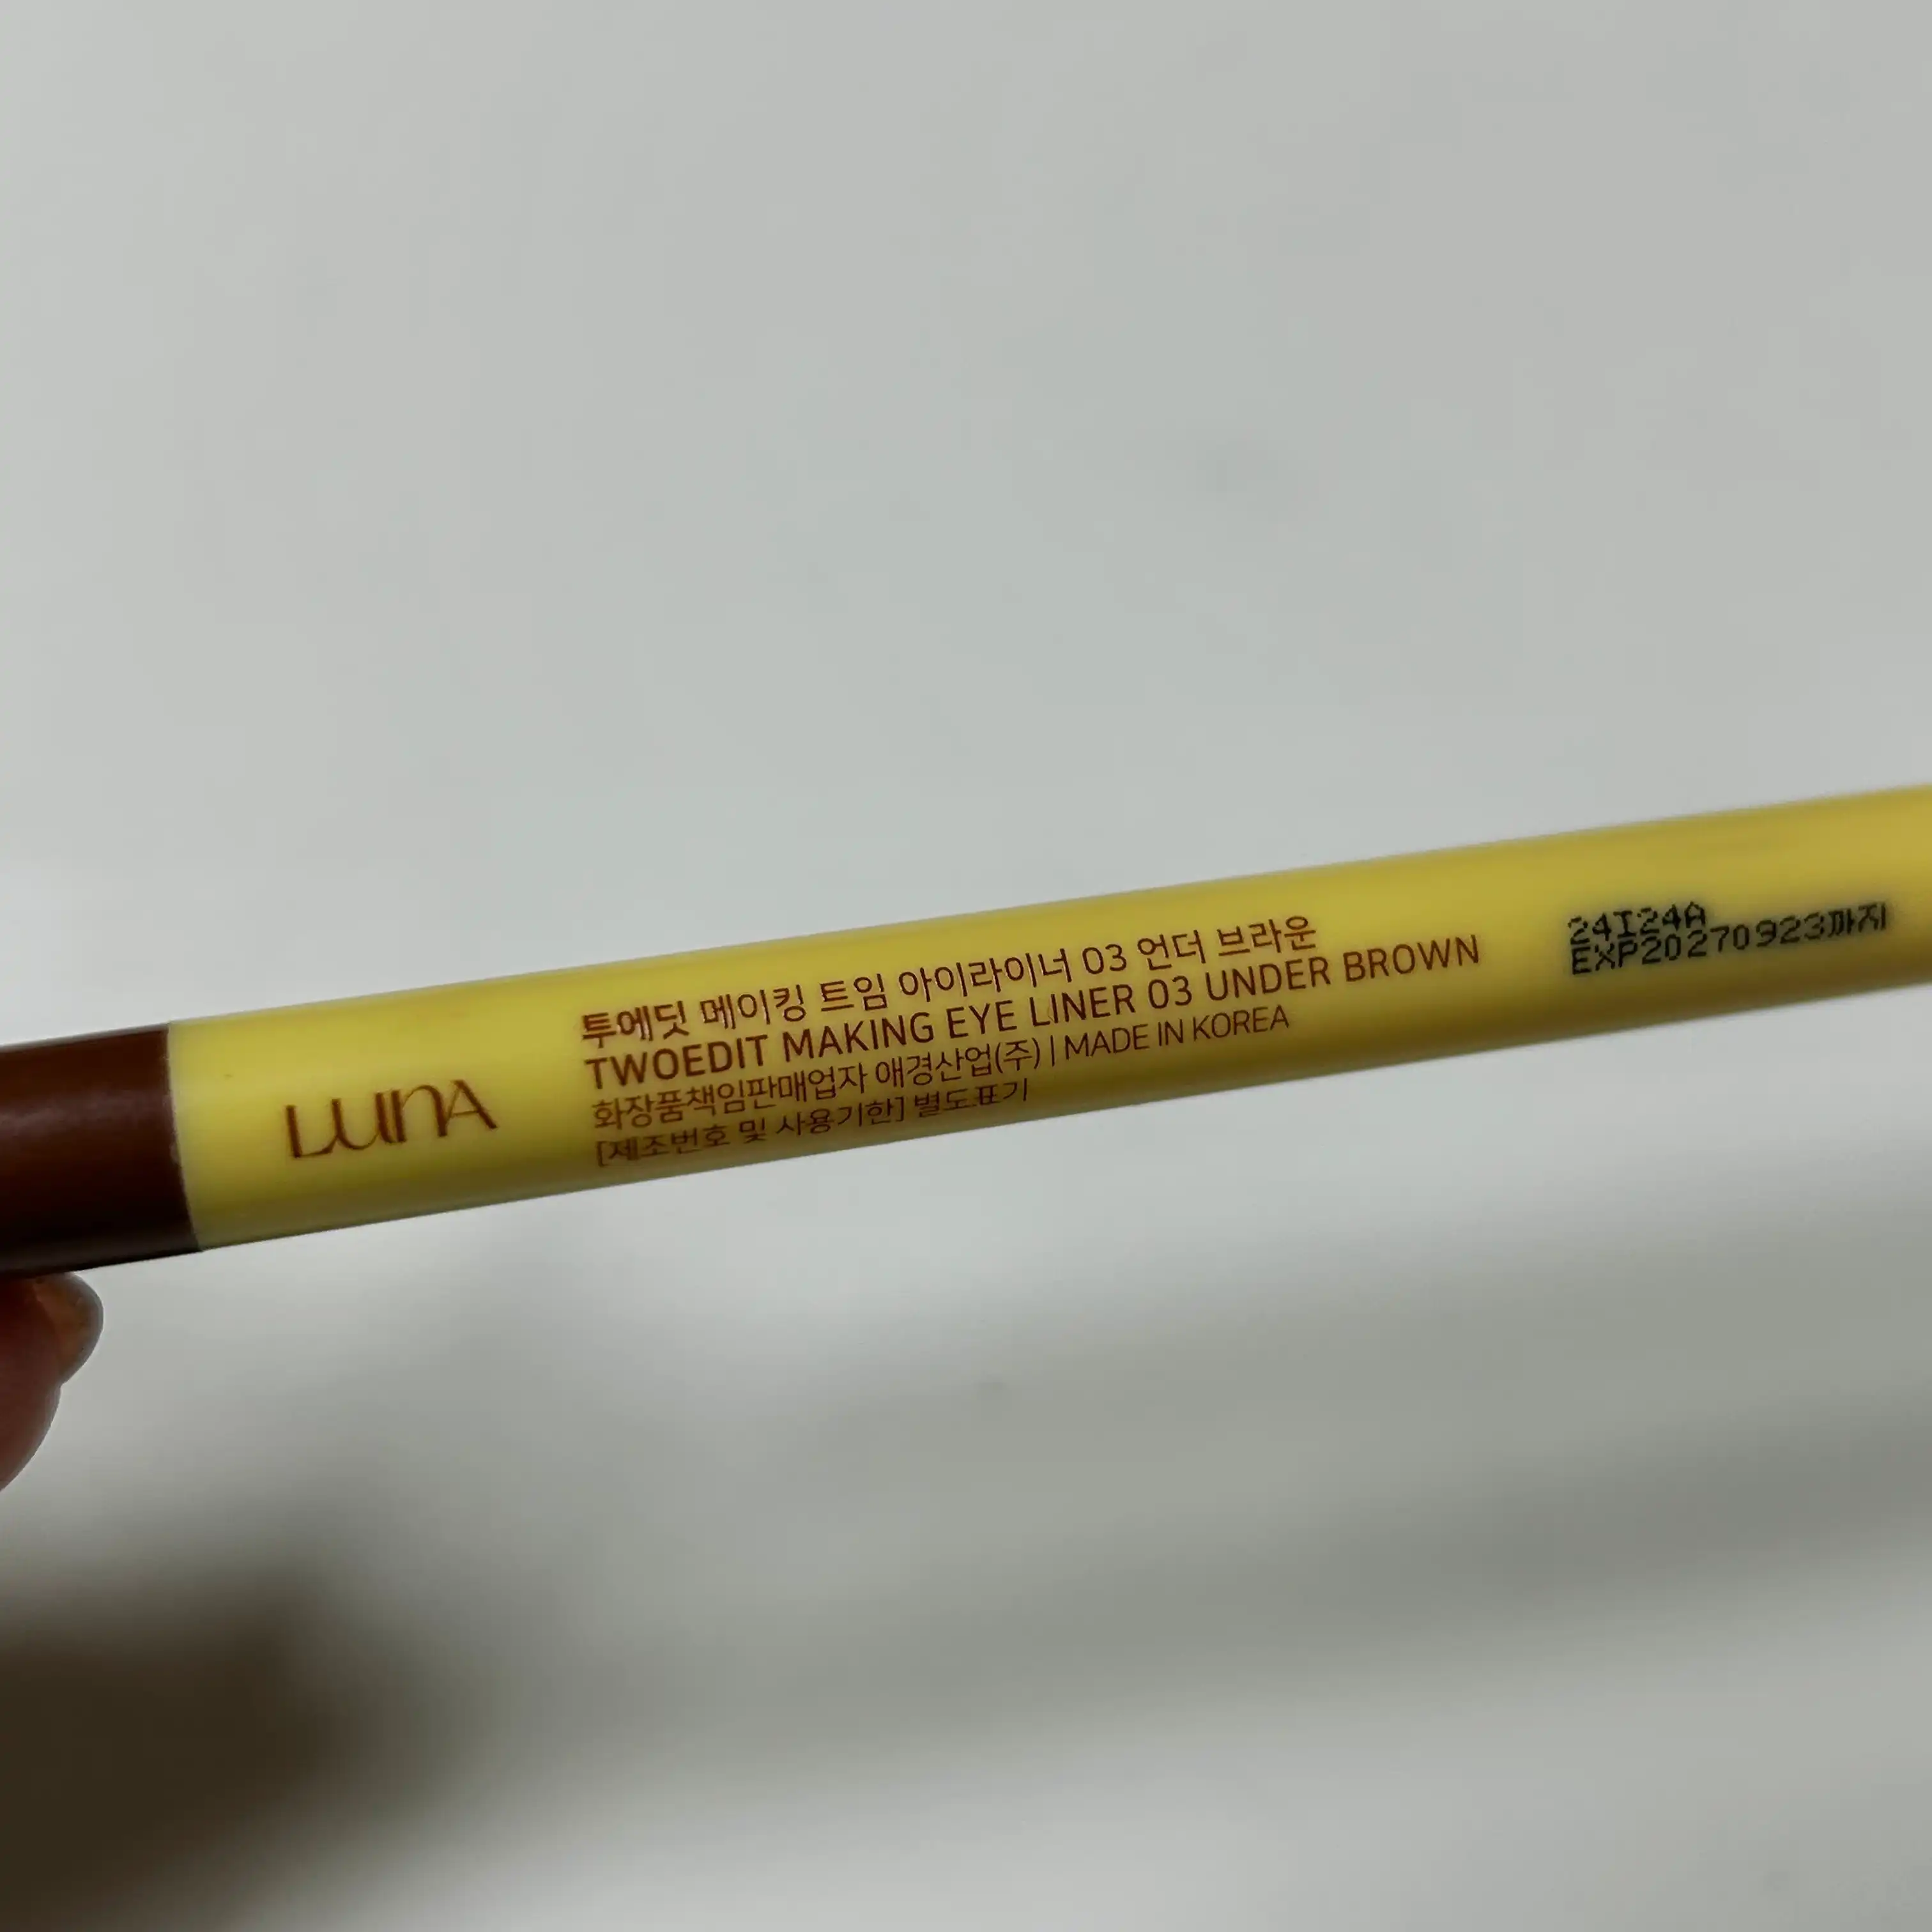 LUNA
투에딧 메이킹 트임 아이라이너 03 언더 브라운
TWOEDIT MAKING EYE LINER 03 UNDER BROWN
화장품책임판매업자 애경산업(주) | MADE IN KOREA
[제조번호 및 사용기한] 별도표기
24I24A
EXP20270923까지